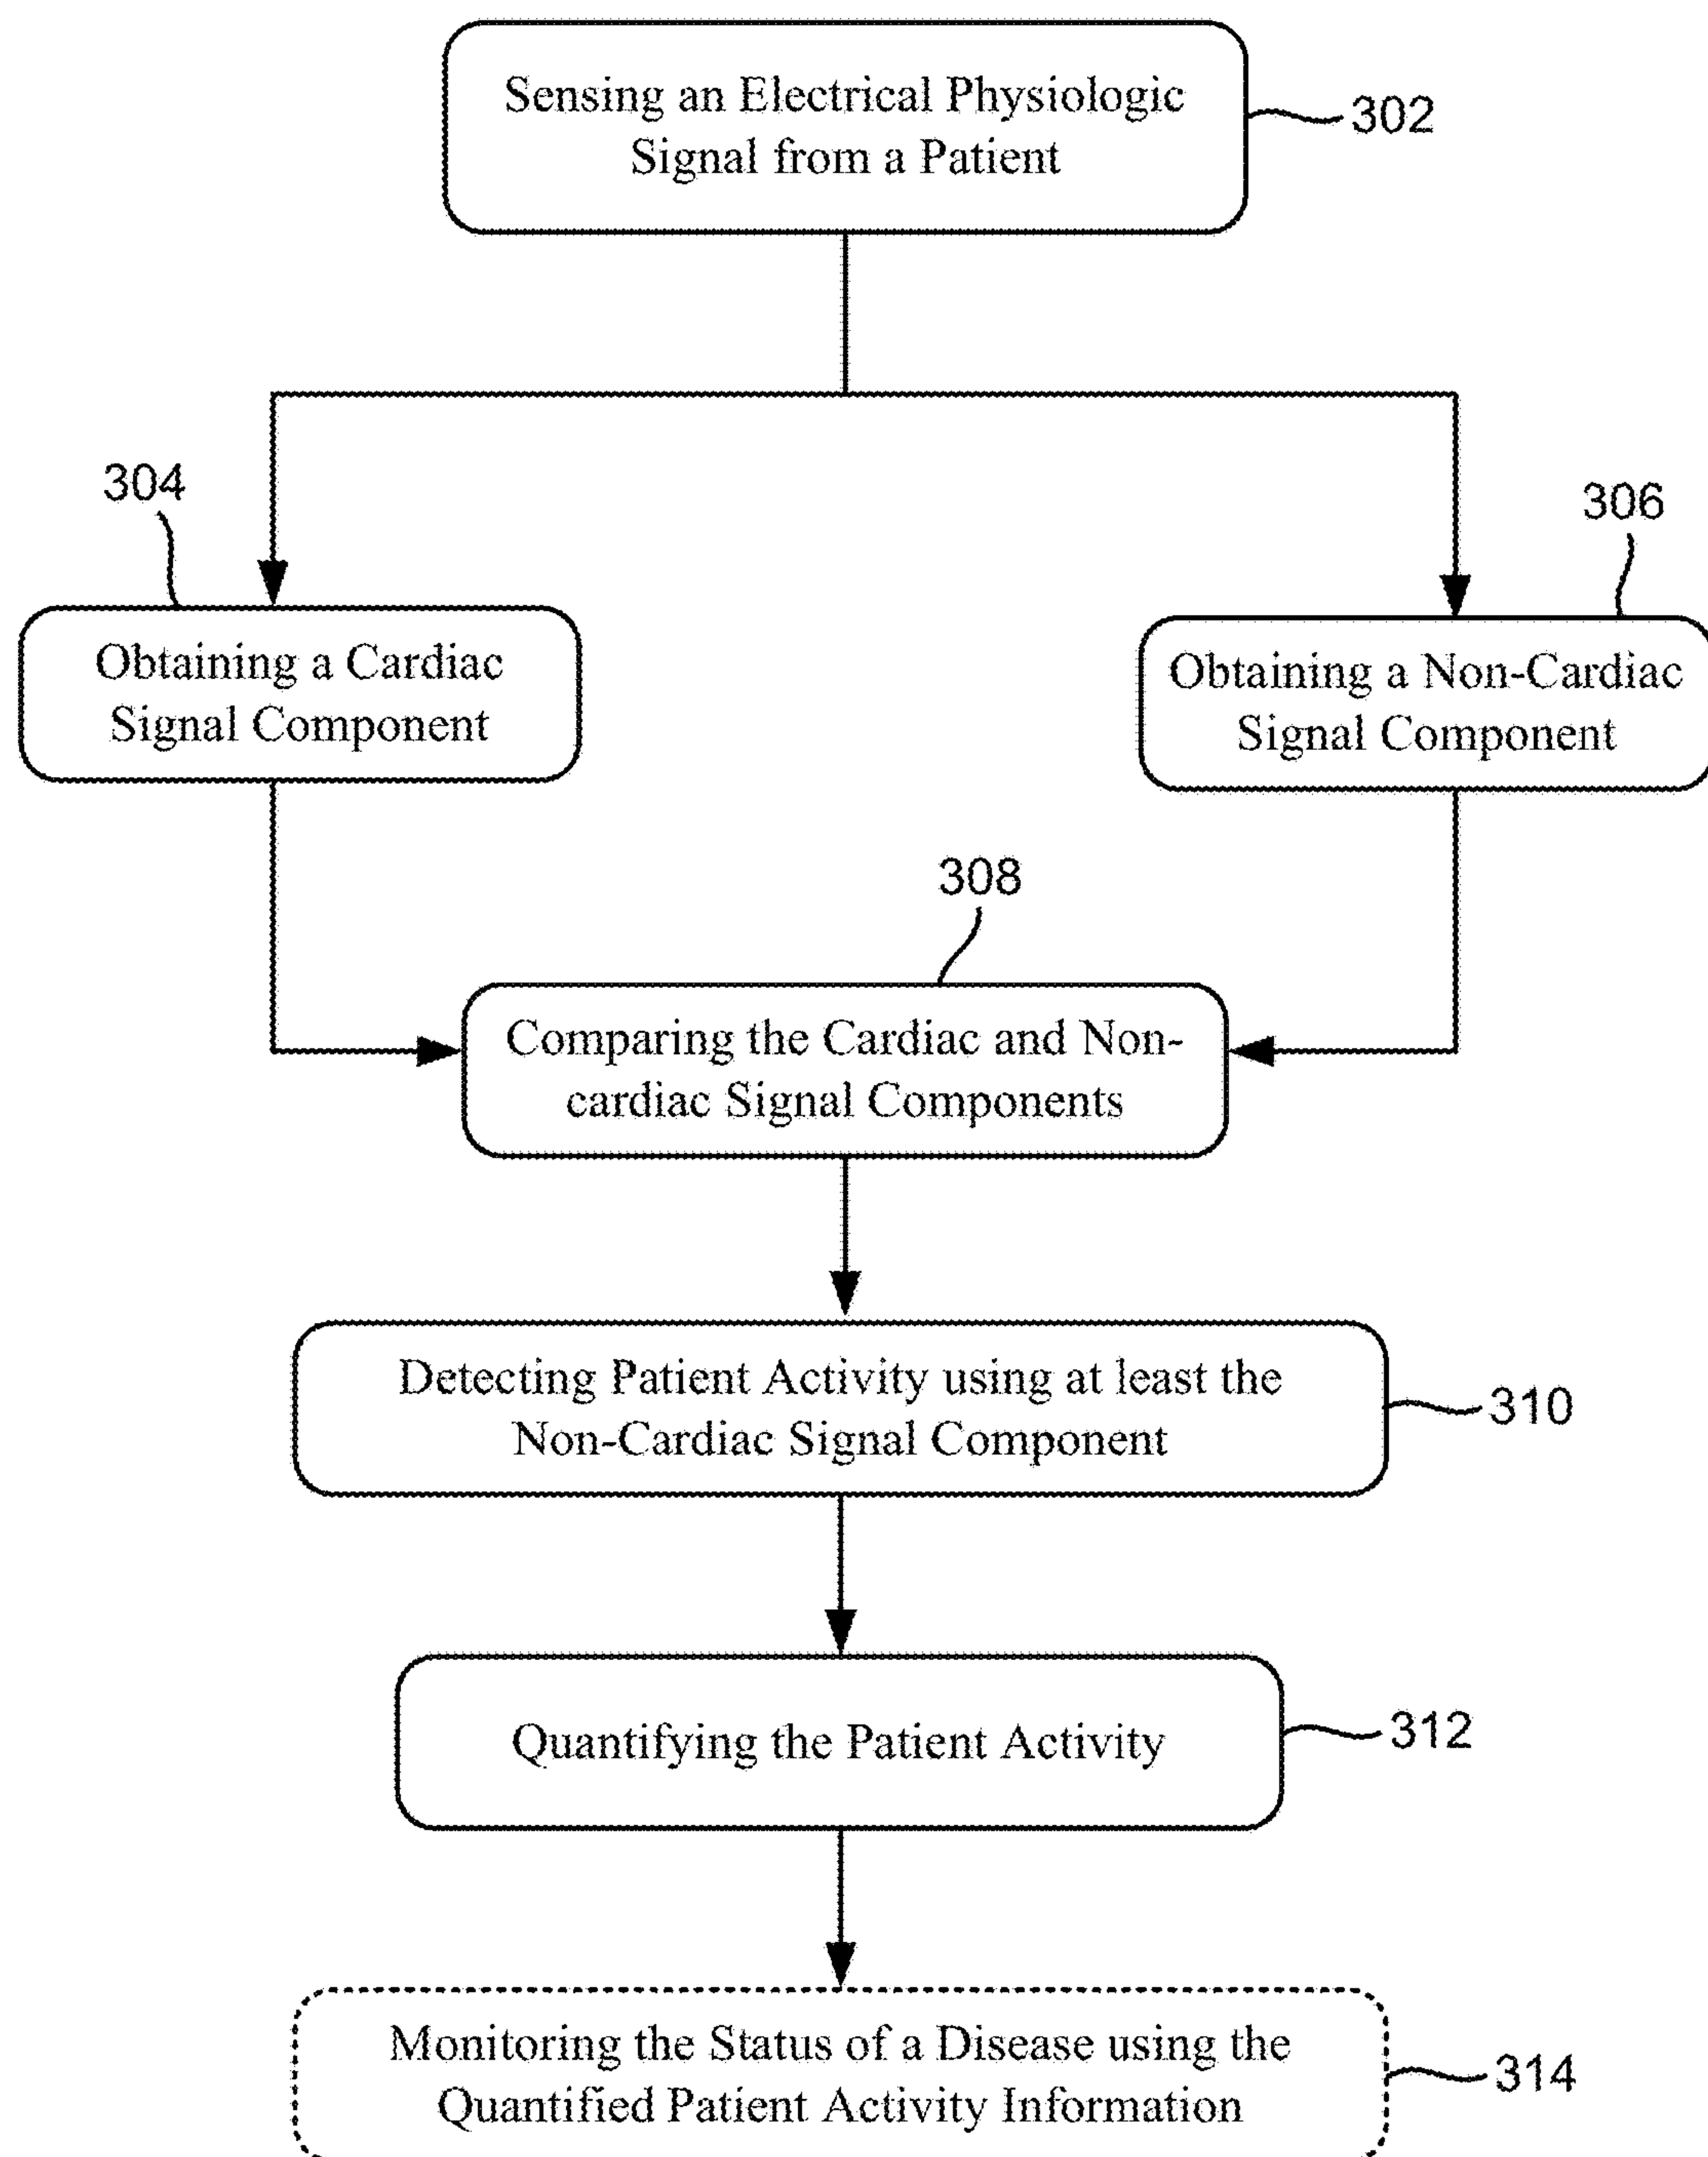 Sensing an Electrical Physiologic
Signal from a Patient
302
304
306
Obtaining a Cardiac
Signal Component
Obtaining a Non-Cardiac
Signal Component
308
Comparing the Cardiac and Non-
cardiac Signal Components
Detecting Patient Activity using at least the
Non-Cardiac Signal Component
310
Quantifying the Patient Activity
312
Monitoring the Status of a Disease using the
Quantified Patient Activity Information
314